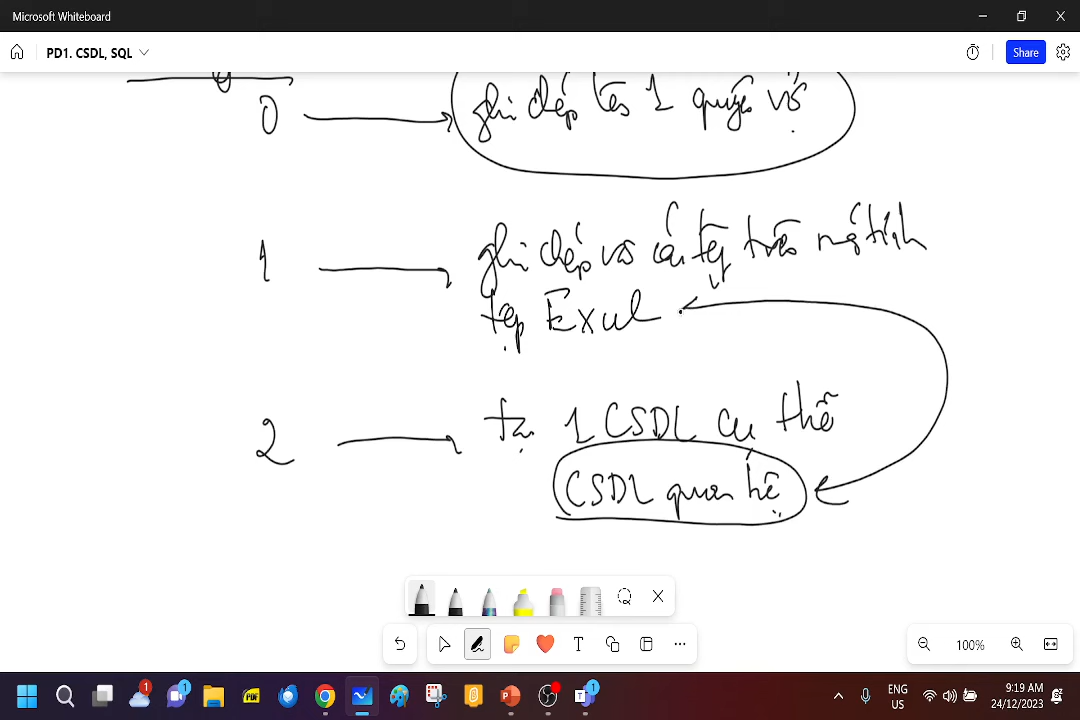 Microsoft Whiteboard
PD1. CSDL, SQL
Share
0 ghi chép lên 1 quyển vở
1 ghi chép vào các tệp trên máy tính
tệp Excel
2 tạo 1 CSDL cụ thể
CSDL quan hệ
100%
ENG
US
9:19 AM
24/12/2023